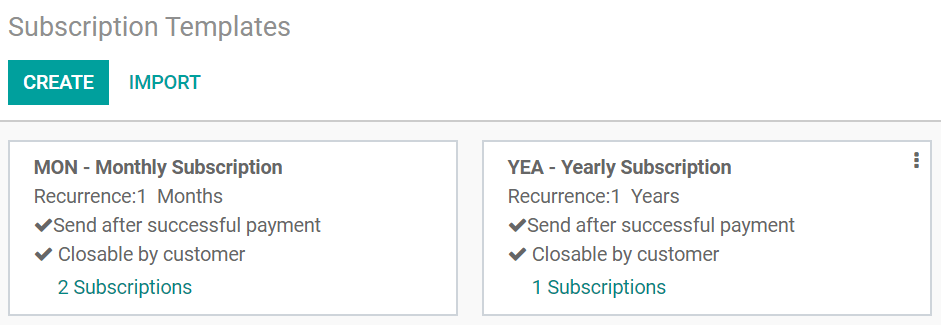 Subscription Templates
CREATE IMPORT
MON - Monthly Subscription
Recurrence:1 Months
Send after successful payment
Closable by customer
2 Subscriptions
YEA - Yearly Subscription
Recurrence:1 Years
Send after successful payment
Closable by customer
1 Subscriptions